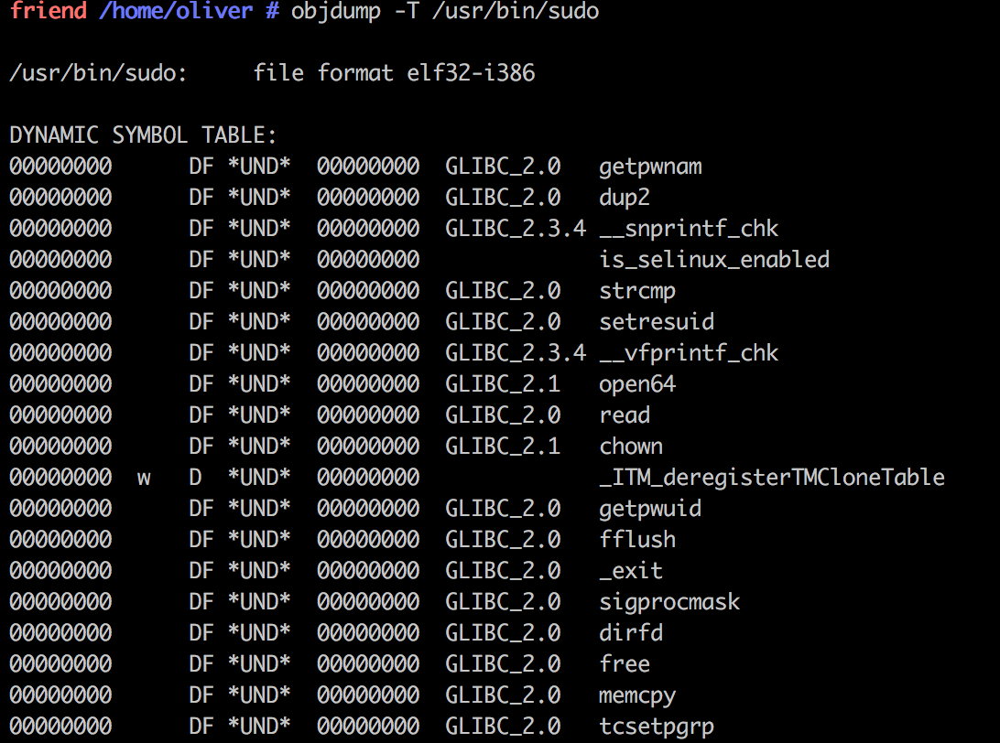 friend /home/oliver # objdump -T /usr/bin/sudo
/usr/bin/sudo:     file format elf32-i386
DYNAMIC SYMBOL TABLE:
00000000      DF *UND*  00000000  GLIBC_2.0   getpwnam
00000000      DF *UND*  00000000  GLIBC_2.0   dup2
00000000      DF *UND*  00000000  GLIBC_2.3.4 __snprintf_chk
00000000      DF *UND*  00000000              is_selinux_enabled
00000000      DF *UND*  00000000  GLIBC_2.0   strcmp
00000000      DF *UND*  00000000  GLIBC_2.0   setresuid
00000000      DF *UND*  00000000  GLIBC_2.3.4 __vfprintf_chk
00000000      DF *UND*  00000000  GLIBC_2.1   open64
00000000      DF *UND*  00000000  GLIBC_2.0   read
00000000      DF *UND*  00000000  GLIBC_2.1   chown
00000000  w   D  *UND*  00000000              _ITM_deregisterTMCloneTable
00000000      DF *UND*  00000000  GLIBC_2.0   getpwuid
00000000      DF *UND*  00000000  GLIBC_2.0   fflush
00000000      DF *UND*  00000000  GLIBC_2.0   _exit
00000000      DF *UND*  00000000  GLIBC_2.0   sigprocmask
00000000      DF *UND*  00000000  GLIBC_2.0   dirfd
00000000      DF *UND*  00000000  GLIBC_2.0   free
00000000      DF *UND*  00000000  GLIBC_2.0   memcpy
00000000      DF *UND*  00000000  GLIBC_2.0   tcsetpgrp